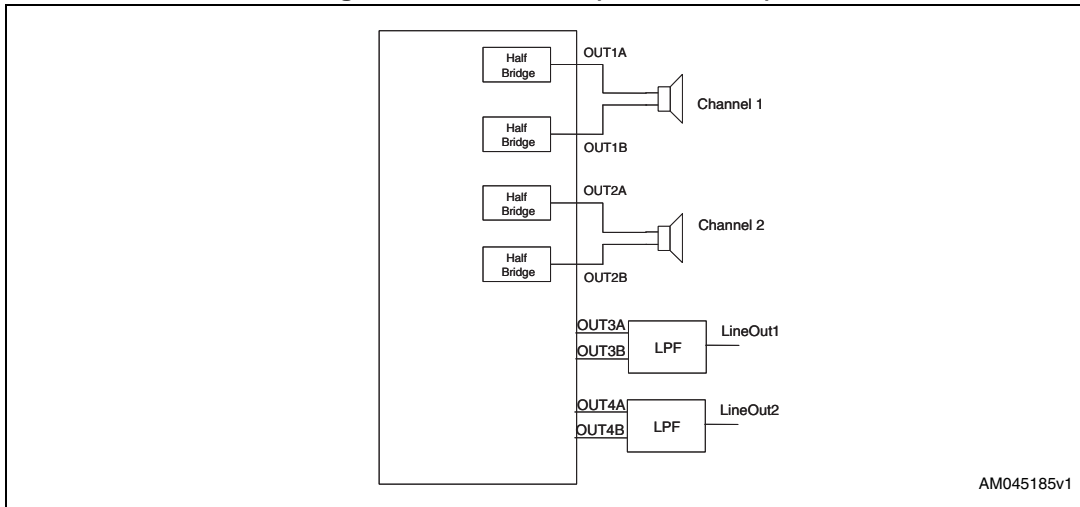 Half
Bridge
OUT1A
Channel 1
Half
Bridge
OUT1B
Half
Bridge
OUT2A
Channel 2
Half
Bridge
OUT2B
OUT3A
OUT3B
LPF
LineOut1
OUT4A
OUT4B
LPF
LineOut2
AM045185v1